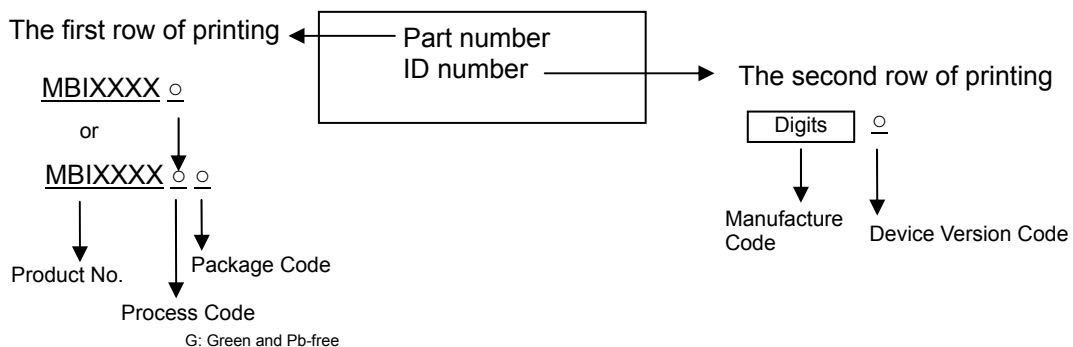 The first row of printing
Part number
ID number
The second row of printing
MBIXXXX ○
or
MBIXXXX ○ ○
Product No.
Package Code
Process Code
G: Green and Pb-free
Digits ○
Manufacture
Code
Device Version Code